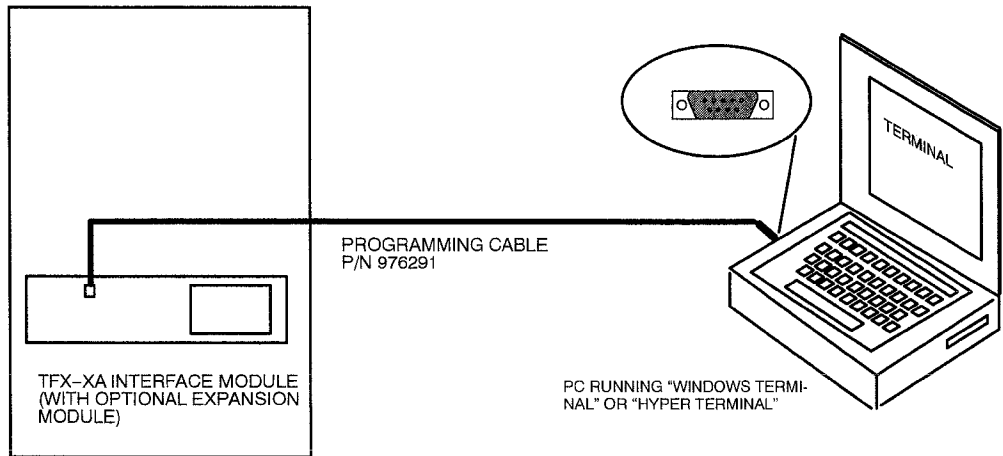 TERMINAL
PROGRAMMING CABLE
P/N 976291
TFX-XA INTERFACE MODULE
(WITH OPTIONAL EXPANSION
MODULE)
PC RUNNING “WINDOWS TERMI-
NAL” OR “HYPER TERMINAL”